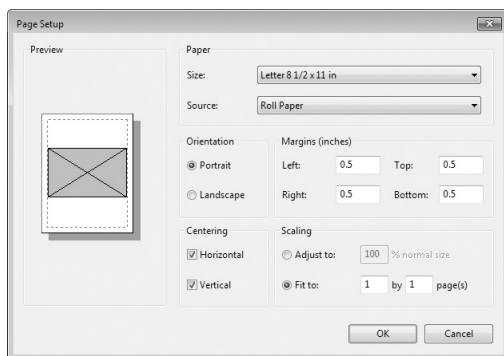 Page Setup
Preview
Paper
Size: Letter 8 1/2 x 11 in
Source: Roll Paper
Orientation
Portrait
Landscape
Margins (inches)
Left: 0.5 Top: 0.5
Right: 0.5 Bottom: 0.5
Centering
Horizontal
Vertical
Scaling
Adjust to: 100 % normal size
Fit to: 1 by 1 page(s)
OK Cancel